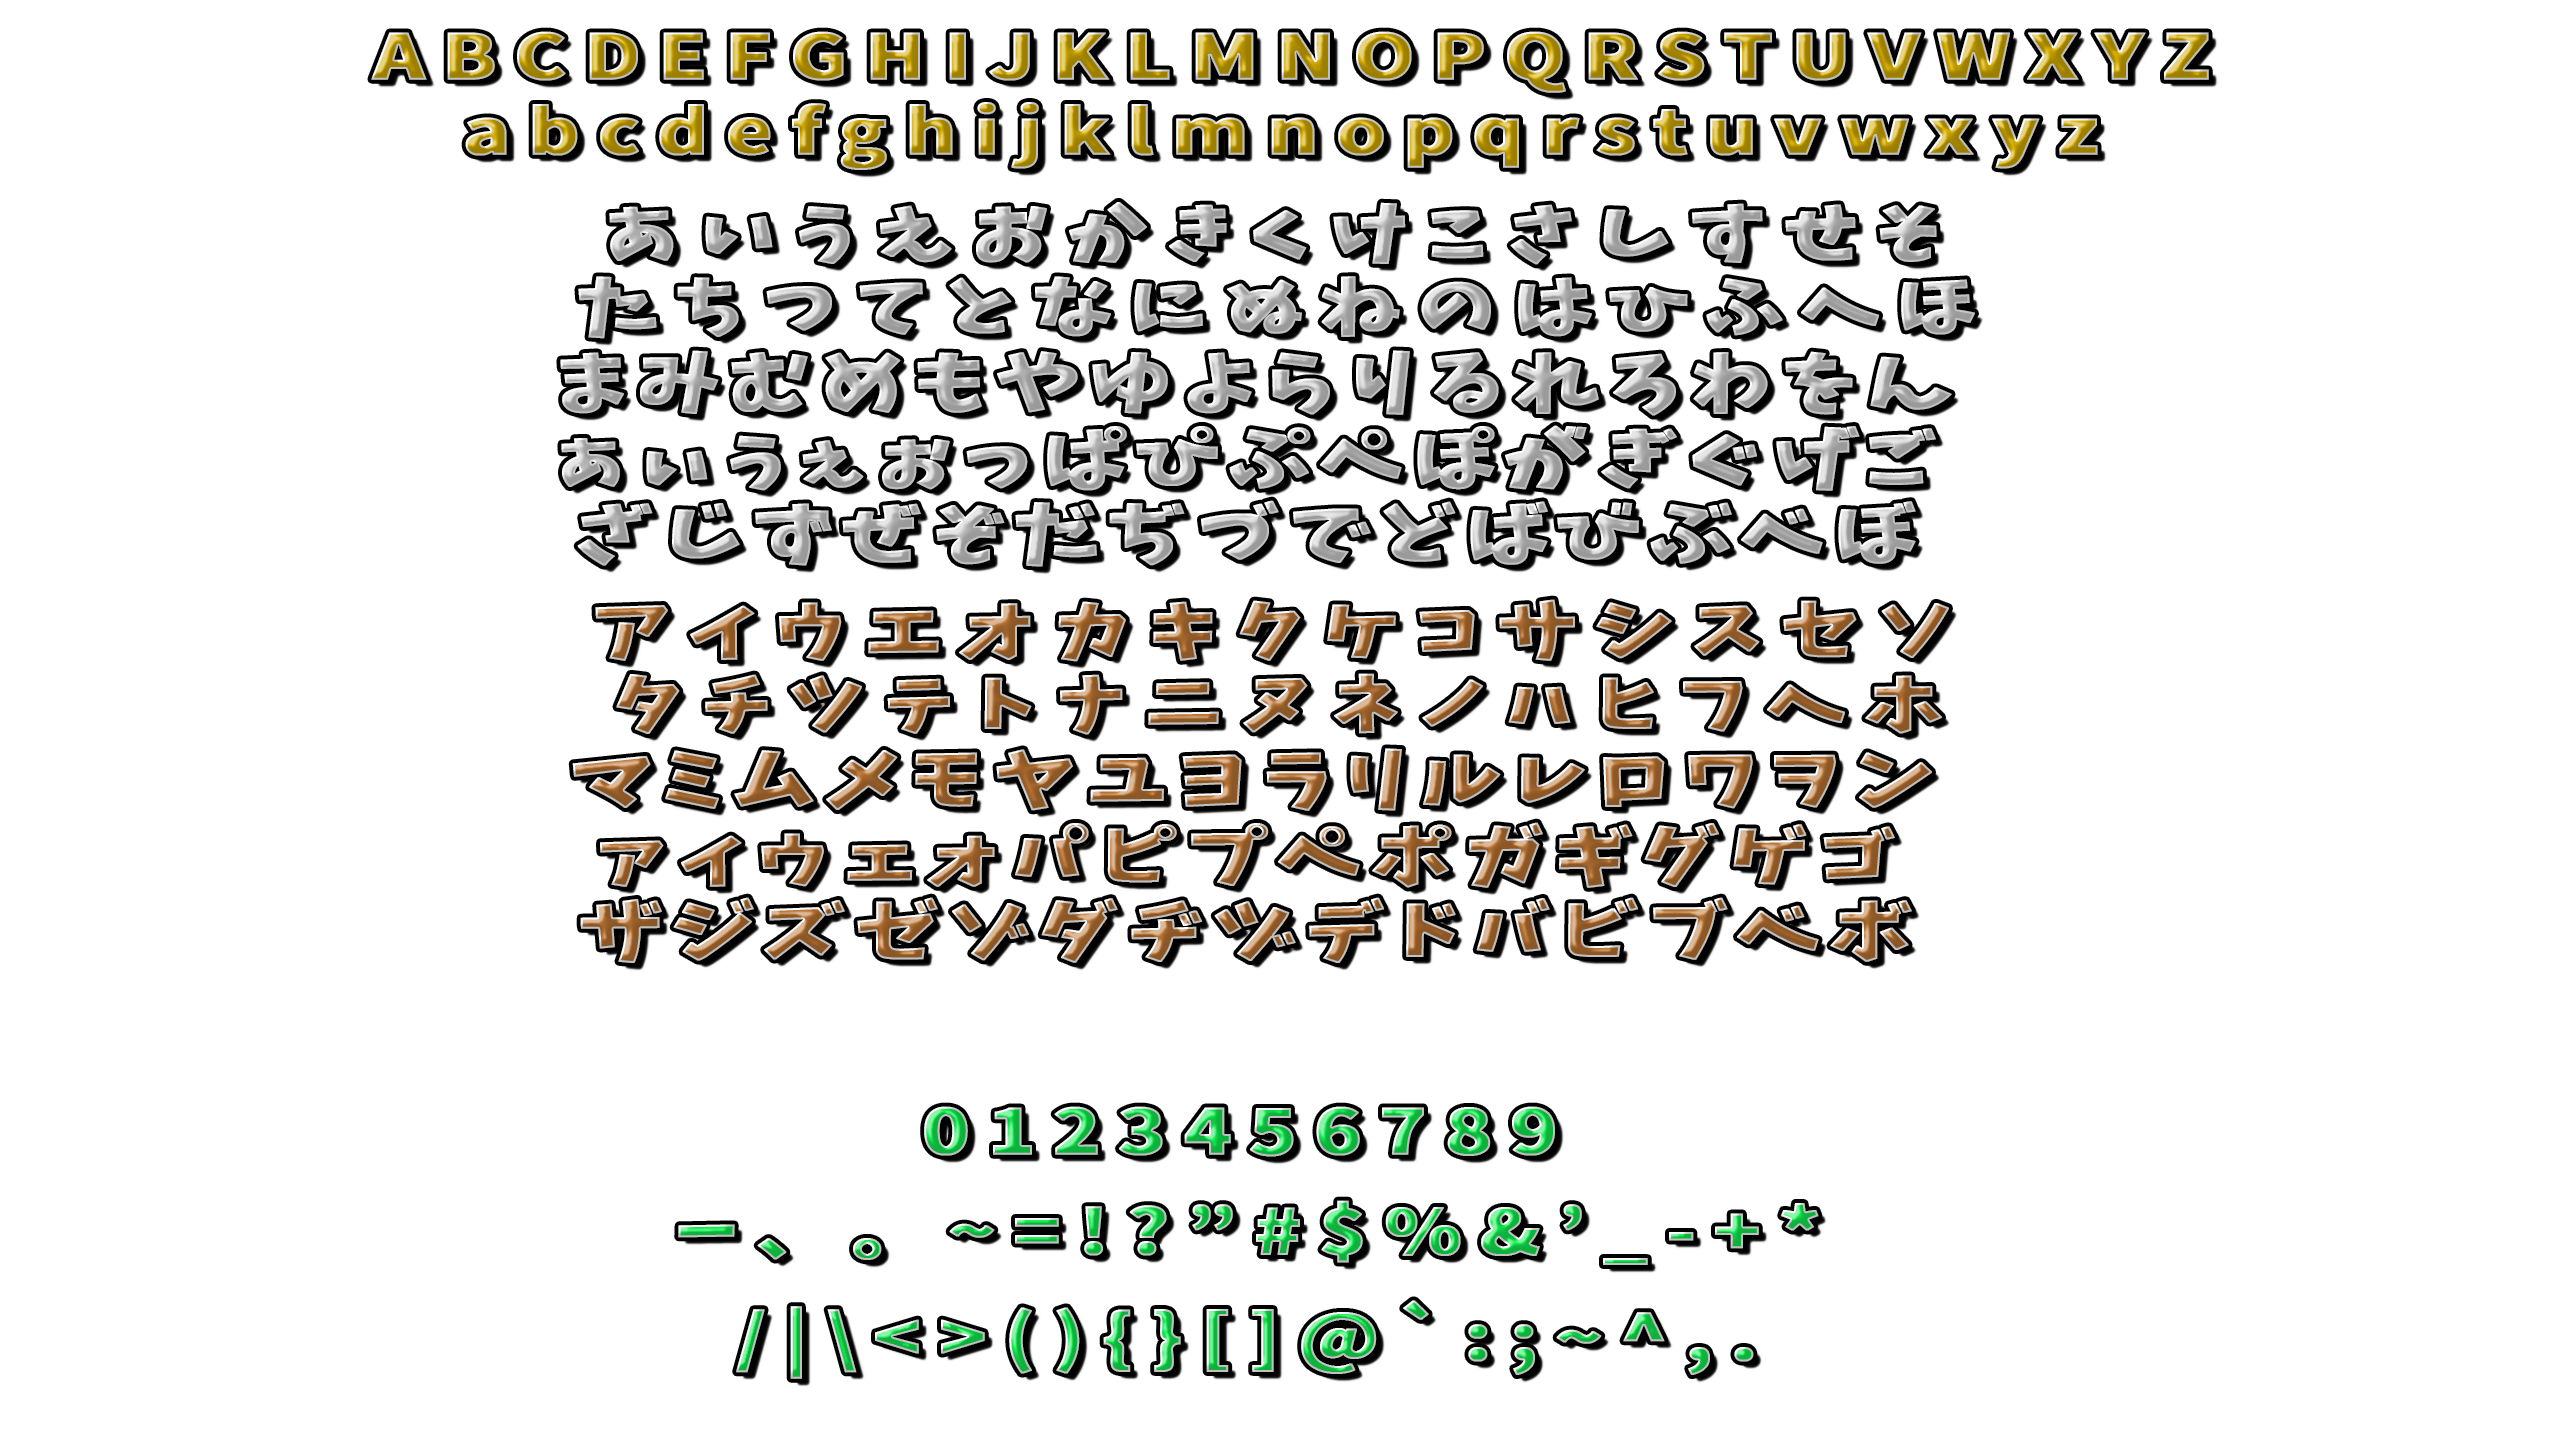 ABCDEFGHIJKLMNOPQRSTUVWXYZ
abcdefghijklmnopqrstuvwxyz
あいうえおかきくけこさしすせそ
たちつてとなにぬねのはひふへほ
まみむめもやゆよらりるれろわをん
ぁぃぅぇぉっぱぴぷぺぽがぎぐげご
ざじずぜぞだぢづでどばびぶべぼ
アイウエオカキクケコサシスセソ
タチツテトナニヌネノハヒフヘホ
マミムメモヤユヨラリルレロワヲン
ァィゥェォパピプペポガギグゲゴ
ザジズゼゾダヂヅデドバビブベボ
0123456789
ー、。~=!?”#$%&’_-+*
/|\<>(){}[]@`:;~^,.